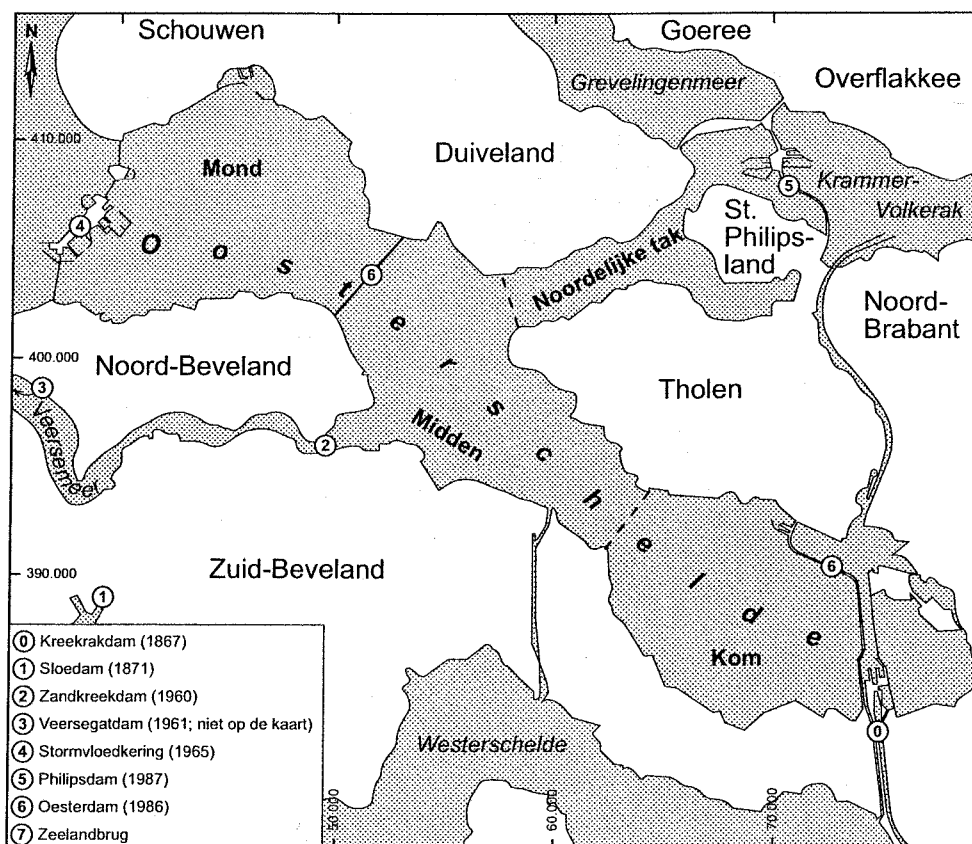 N
Schouwen
Goeree
Grevelingenmeer
Overflakkee
410.000
Mond
Duiveland
5
Krammer-
Volkerak
4
St.
Philips-
land
Noordelijke tak
6
Oosterschelde
Noord-
Brabant
400.000
Noord-Beveland
3
Veersemeer
Tholen
Midden
2
Zuid-Beveland
390.000
1
6
Kom
0
Westerschelde
50.000
60.000
70.000
0 Kreekrakdam (1867)
1 Sloedam (1871)
2 Zandkreekdam (1960)
3 Veersegatdam (1961; niet op de kaart)
4 Stormvloedkering (1965)
5 Philipsdam (1987)
6 Oesterdam (1986)
7 Zeelandbrug